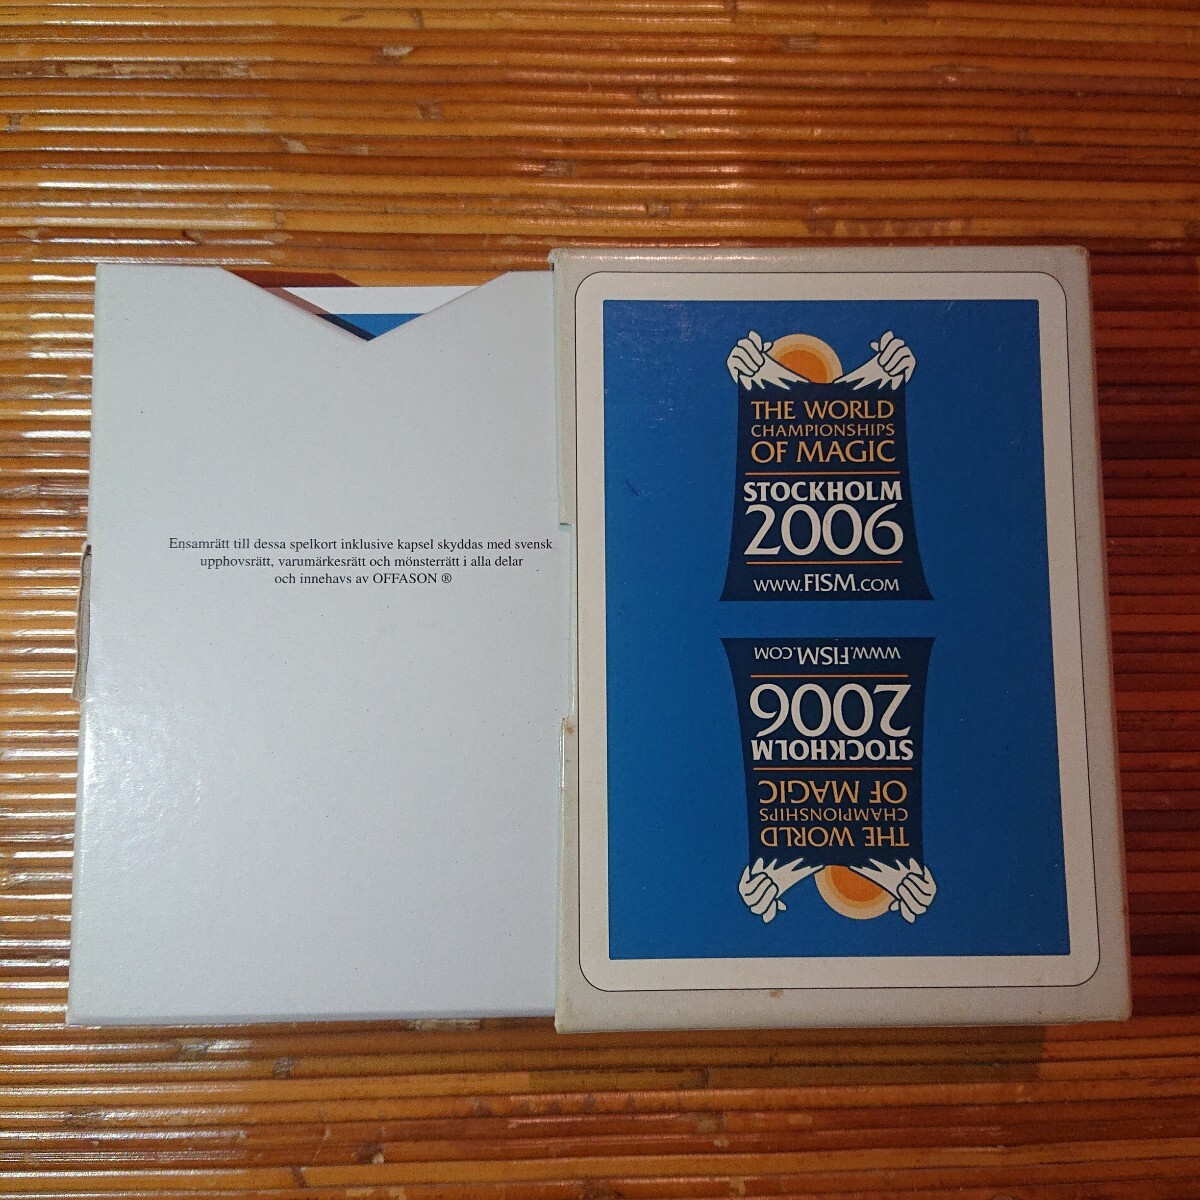 Ensamrätt till dessa spelkort inklusive kapsel skyddas med svensk
upphovsrätt, varumärkesrätt och mönsterrätt i alla delar
och innehavs av OFFASON ®
THE WORLD
CHAMPIONSHIPS
OF MAGIC
STOCKHOLM
2006
WWW.FISM.COM
THE WORLD
CHAMPIONSHIPS
OF MAGIC
STOCKHOLM
2006
WWW.FISM.COM